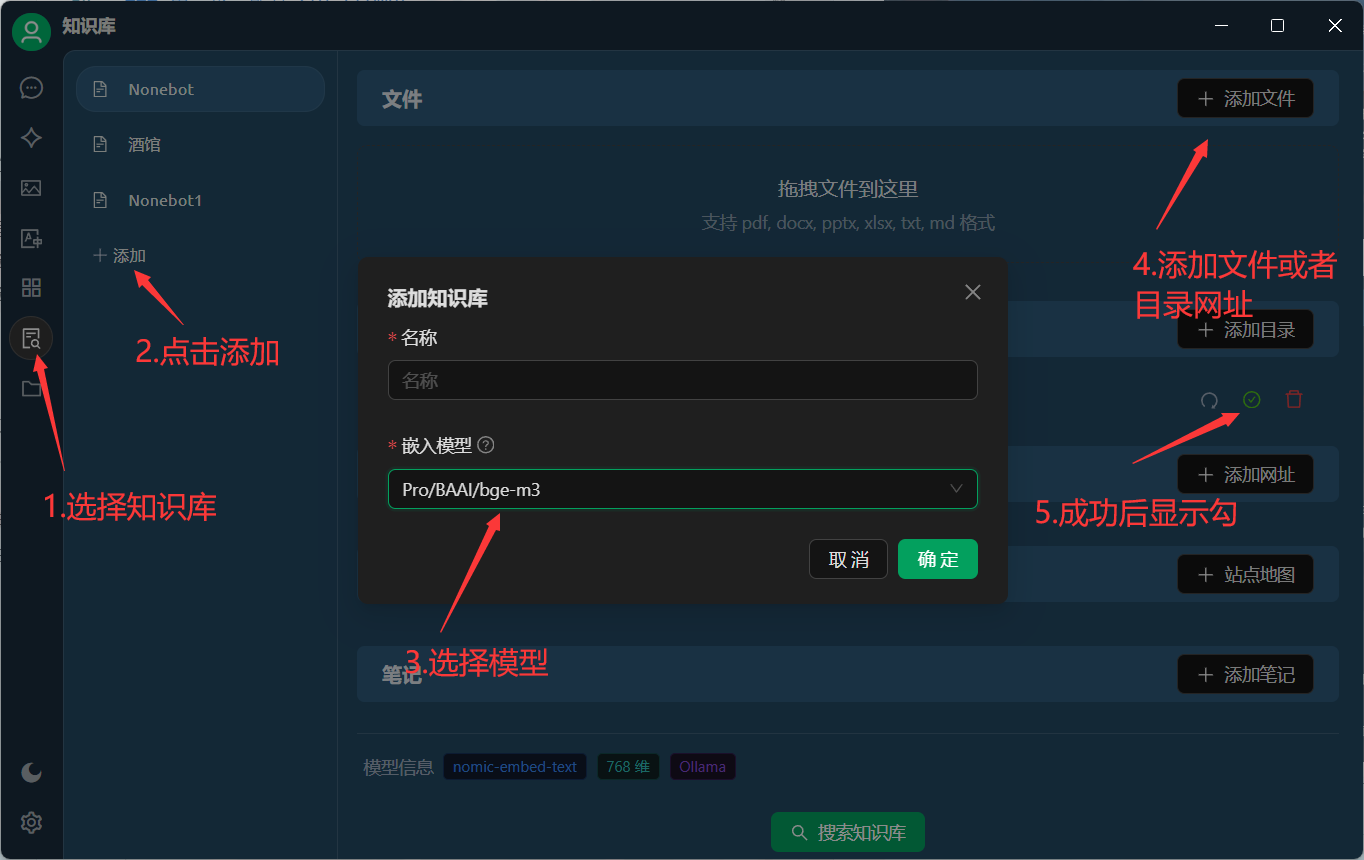 知识库
Nonebot
酒馆
Nonebot1
添加
2.点击添加
1.选择知识库
文件
添加文件
拖拽文件到这里
支持 pdf, docx, pptx, xlsx, txt, md 格式
4.添加文件或者
目录网址
添加目录
添加知识库
* 名称
名称
* 嵌入模型
Pro/BAAI/bge-m3
取消
确定
3.选择模型
添加网址
5.成功后显示勾
站点地图
笔记
添加笔记
模型信息
nomic-embed-text
768 维
Ollama
搜索知识库